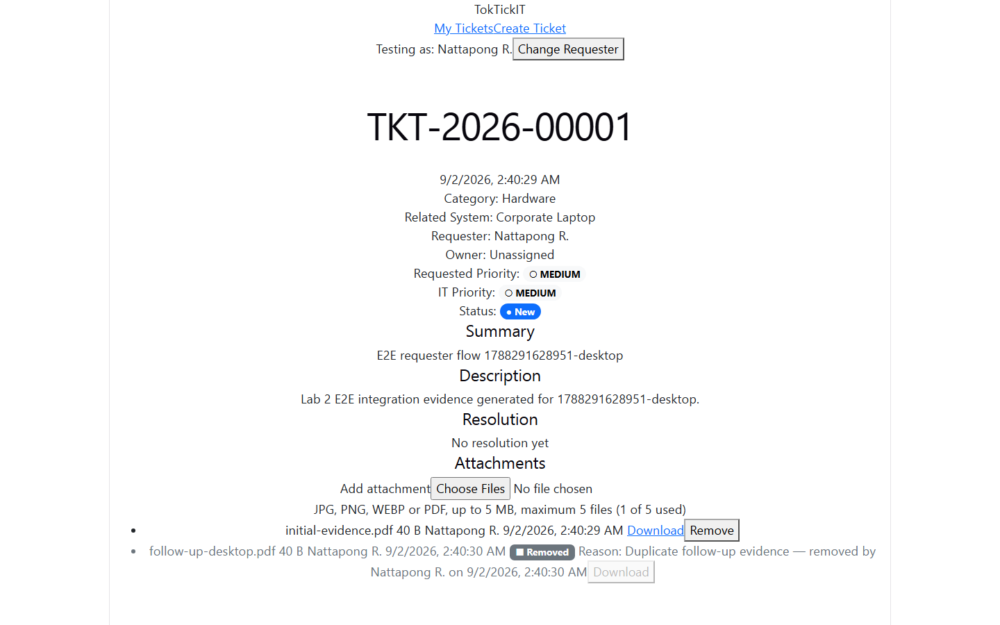 TokTickIT
My TicketsCreate Ticket
Testing as: Nattapong R. Change Requester
TKT-2026-00001
9/2/2026, 2:40:29 AM
Category: Hardware
Related System: Corporate Laptop
Requester: Nattapong R.
Owner: Unassigned
Requested Priority: ○ MEDIUM
IT Priority: ○ MEDIUM
Status: ● New
Summary
E2E requester flow 1788291628951-desktop
Description
Lab 2 E2E integration evidence generated for 1788291628951-desktop.
Resolution
No resolution yet
Attachments
Add attachment Choose Files No file chosen
JPG, PNG, WEBP or PDF, up to 5 MB, maximum 5 files (1 of 5 used)
• initial-evidence.pdf 40 B Nattapong R. 9/2/2026, 2:40:29 AM Download Remove
• follow-up-desktop.pdf 40 B Nattapong R. 9/2/2026, 2:40:30 AM ■ Removed Reason: Duplicate follow-up evidence — removed by
Nattapong R. on 9/2/2026, 2:40:30 AM Download